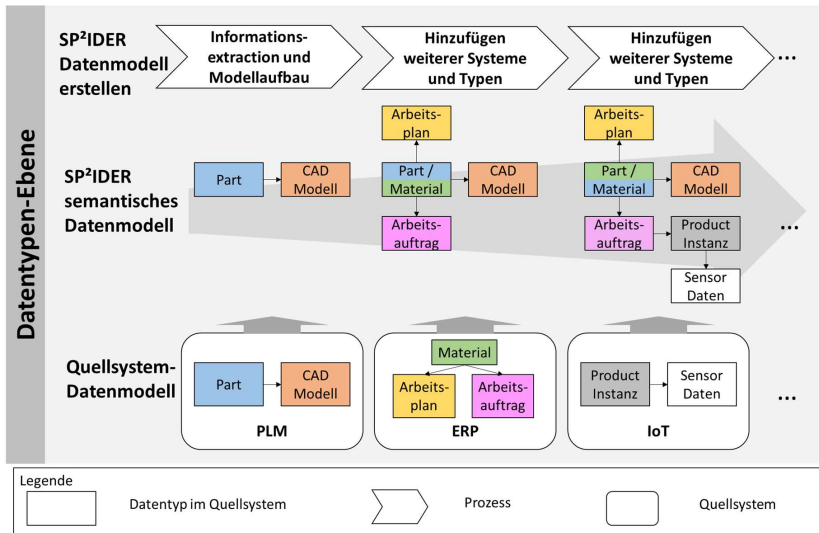 Datentypen-Ebene
SP²IDER
Datenmodell
erstellen
Informations-
extraction und
Modellaufbau
Hinzufügen
weiterer Systeme
und Typen
Hinzufügen
weiterer Systeme
und Typen
...
SP²IDER
semantisches
Datenmodell
Part
CAD
Modell
Arbeits-
plan
Part /
Material
CAD
Modell
Arbeits-
auftrag
Arbeits-
plan
Part /
Material
CAD
Modell
Arbeits-
auftrag
Product
Instanz
Sensor
Daten
...
Quellsystem-
Datenmodell
Part
CAD
Modell
PLM
Material
Arbeits-
plan
Arbeits-
auftrag
ERP
Product
Instanz
Sensor
Daten
IoT
...
Legende
Datentyp im Quellsystem
Prozess
Quellsystem